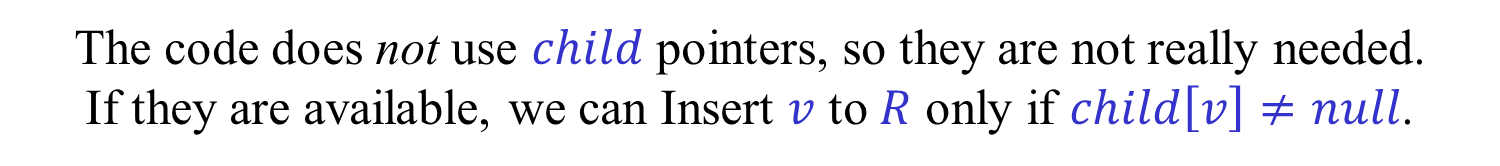 The code does not use child pointers, so they are not really needed.
If they are available, we can Insert v to R only if child[v] ≠ null.